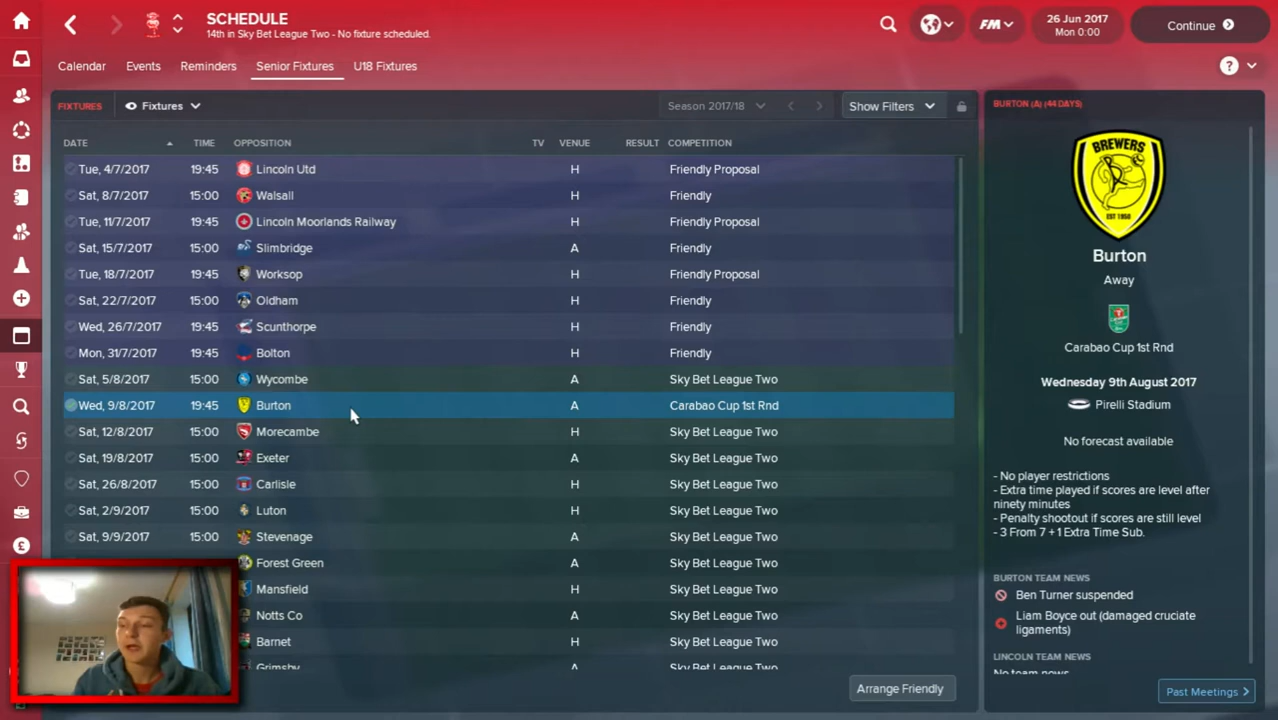 SCHEDULE
14th in Sky Bet League Two - No fixture scheduled.
FM
26 Jun 2017
Mon 0:00
Continue
Calendar Events Reminders Senior Fixtures U18 Fixtures
?
FIXTURES Fixtures Season 2017/18 Show Filters
DATE TIME OPPOSITION TV VENUE RESULT COMPETITION
Tue, 4/7/2017 19:45 Lincoln Utd H Friendly Proposal
Sat, 8/7/2017 15:00 Walsall H Friendly
Tue, 11/7/2017 19:45 Lincoln Moorlands Railway H Friendly Proposal
Sat, 15/7/2017 15:00 Slimbridge A Friendly
Tue, 18/7/2017 19:45 Worksop H Friendly Proposal
Sat, 22/7/2017 15:00 Oldham H Friendly
Wed, 26/7/2017 19:45 Scunthorpe H Friendly
Mon, 31/7/2017 19:45 Bolton H Friendly
Sat, 5/8/2017 15:00 Wycombe A Sky Bet League Two
Wed, 9/8/2017 19:45 Burton A Carabao Cup 1st Rnd
Sat, 12/8/2017 15:00 Morecambe H Sky Bet League Two
Sat, 19/8/2017 15:00 Exeter A Sky Bet League Two
Sat, 26/8/2017 15:00 Carlisle H Sky Bet League Two
Sat, 2/9/2017 15:00 Luton H Sky Bet League Two
Sat, 9/9/2017 15:00 Stevenage A Sky Bet League Two
Forest Green A Sky Bet League Two
Mansfield H Sky Bet League Two
Notts Co A Sky Bet League Two
Barnet H Sky Bet League Two
Grimsby A Sky Bet League Two
Arrange Friendly
BURTON (A) (44 DAYS)
BREWERS
EST 1950
Burton
Away
Carabao Cup 1st Rnd
Wednesday 9th August 2017
Pirelli Stadium
No forecast available
- No player restrictions
- Extra time played if scores are level after
ninety minutes
- Penalty shootout if scores are still level
- 3 From 7 + 1 Extra Time Sub.
BURTON TEAM NEWS
Ben Turner suspended
Liam Boyce out (damaged cruciate
ligaments)
LINCOLN TEAM NEWS
No team news
Past Meetings